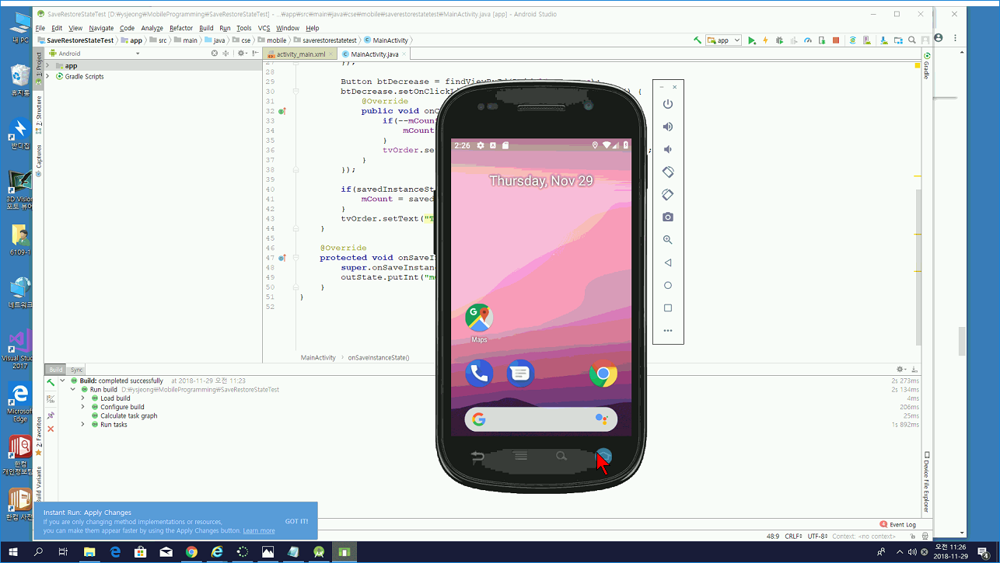 SaveRestoreStateTest [D:₩ysjeong₩MobileProgramming₩SaveRestoreStateTest] - ...₩app₩src₩main₩java₩cse₩mobile₩saverestorestatetest₩MainActivity.java [app] - Android Studio
File Edit View Navigate Code Analyze Refactor Build Run Tools VCS Window Help
SaveRestoreStateTest app src main java cse mobile saverestorestatetest MainActivity
app
Android
activity_main.xml
MainActivity.java
app
Gradle Scripts
1: Project
7: Structure
Captures
2: Favorites
Build Variants
Gradle
Device File Explorer
내 PC
휴지통
반디집
3D Vision
포토 뷰어
6109-1
네트워크
Visual Stud
2017
Microsoft
Edge
한컴
개인정보탐
한컴 사전
27 });
28
29 Button btDecrease =
30 btDecrease.setOnClickLi {
31 @Override
32 public void onC
33 if(--mCoun
34 mCount
35 }
36 tvOrder.se ;
37 }
38 });
39
40 if(savedInstanceSt
41 mCount = saved
42 }
43 tvOrder.setText("T
44 }
45
46 @Override
47 protected void onSaveIn
48 super.onSaveInstanc
49 outState.putInt("m
50 }
51 }
52
MainActivity › onSaveInstanceState()
2:26
Thursday, Nov 29
Maps
Build Sync
Build: completed successfully at 2018-11-29 오전 11:23
2s 273ms
Run build D:₩ysjeong₩MobileProgramming₩SaveRestoreStateTest
2s 134ms
Load build
4ms
Configure build
206ms
Calculate task graph
25ms
Run tasks
1s 892ms
Instant Run: Apply Changes
If you are only changing method implementations or resources,
you can make them appear faster by using the Apply Changes button. Learn more
GOT IT!
Event Log
48:9 CRLF÷ UTF-8÷ Context: <no context>
오전 11:26
2018-11-29
4